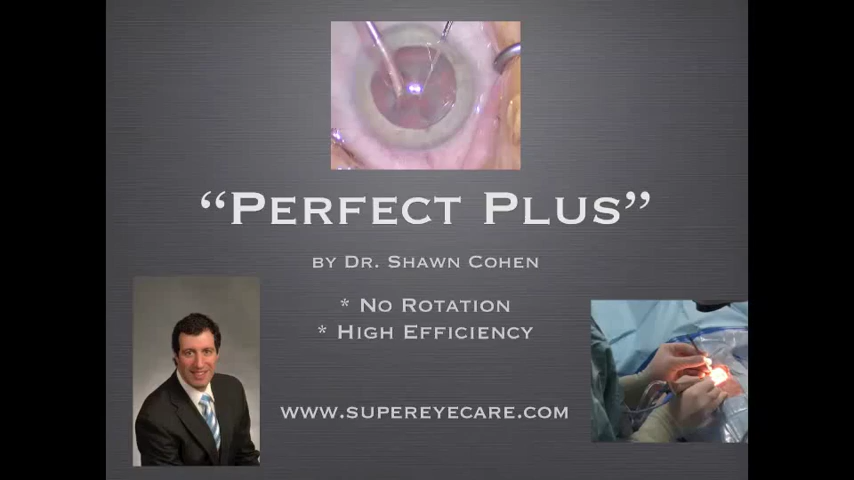 “Perfect Plus”
by Dr. Shawn Cohen
* No Rotation
* High Efficiency
www.supereyecare.com